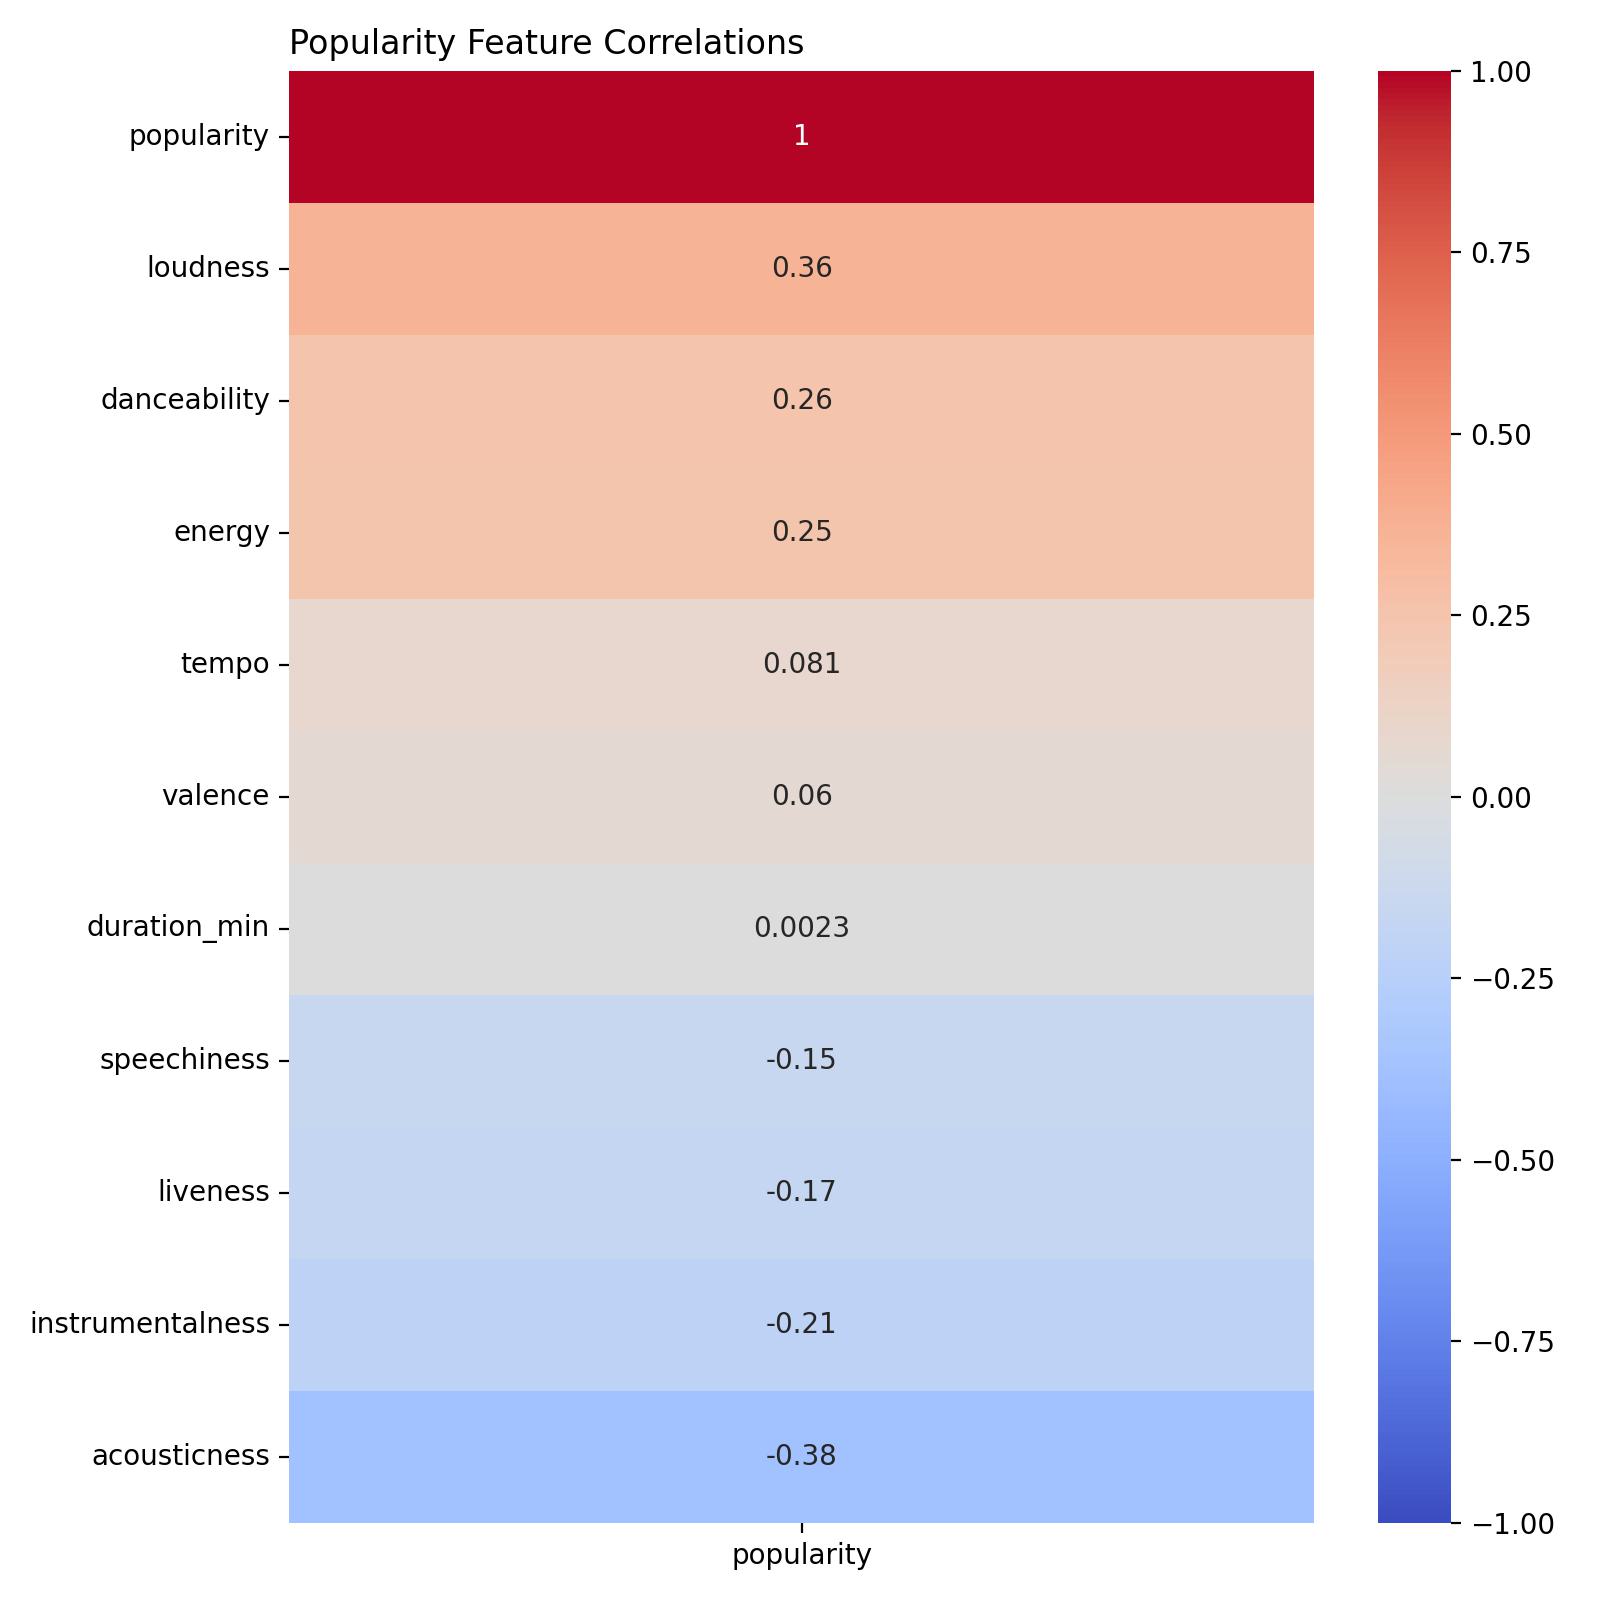 Popularity Feature Correlations
popularity 1
loudness 0.36
danceability 0.26
energy 0.25
tempo 0.081
valence 0.06
duration_min 0.0023
speechiness -0.15
liveness -0.17
instrumentalness -0.21
acousticness -0.38
popularity
1.00
0.75
0.50
0.25
0.00
−0.25
−0.50
−0.75
−1.00